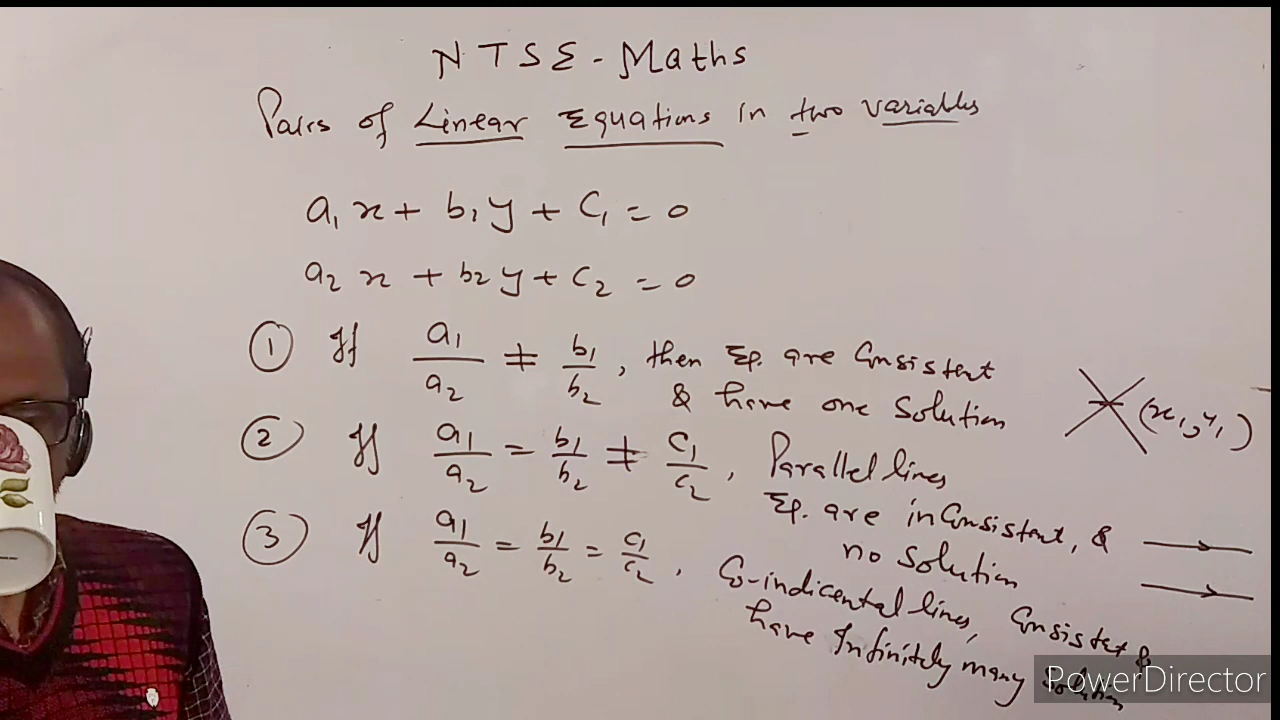 NTSE - Maths
Pairs of Linear Equations in two variables
a₁x + b₁y + C₁ = 0
a₂x + b₂y + C₂ = 0
① If a₁/a₂ ≠ b₁/b₂, then Eq. are Consistent
& have one Solution
(x₁, y₁)
② If a₁/a₂ = b₁/b₂ ≠ C₁/C₂, Parallel lines
Eq. are inConsistent, &
no Solution
③ If a₁/a₂ = b₁/b₂ = C₁/C₂, Co-indicental lines, Consistet &
have Infinitely many Solution
PowerDirector